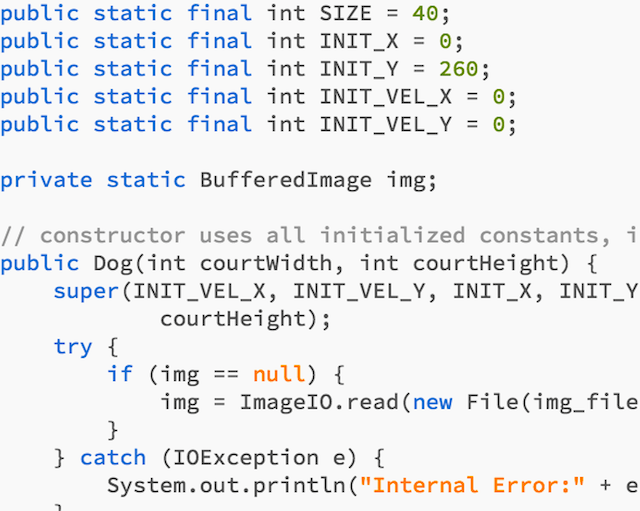 public static final int SIZE = 40;
public static final int INIT_X = 0;
public static final int INIT_Y = 260;
public static final int INIT_VEL_X = 0;
public static final int INIT_VEL_Y = 0;
private static BufferedImage img;
// constructor uses all initialized constants, i
public Dog(int courtWidth, int courtHeight) {
super(INIT_VEL_X, INIT_VEL_Y, INIT_X, INIT_Y
courtHeight);
try {
if (img == null) {
img = ImageIO.read(new File(img_file
}
} catch (IOException e) {
System.out.println("Internal Error:" + e
}